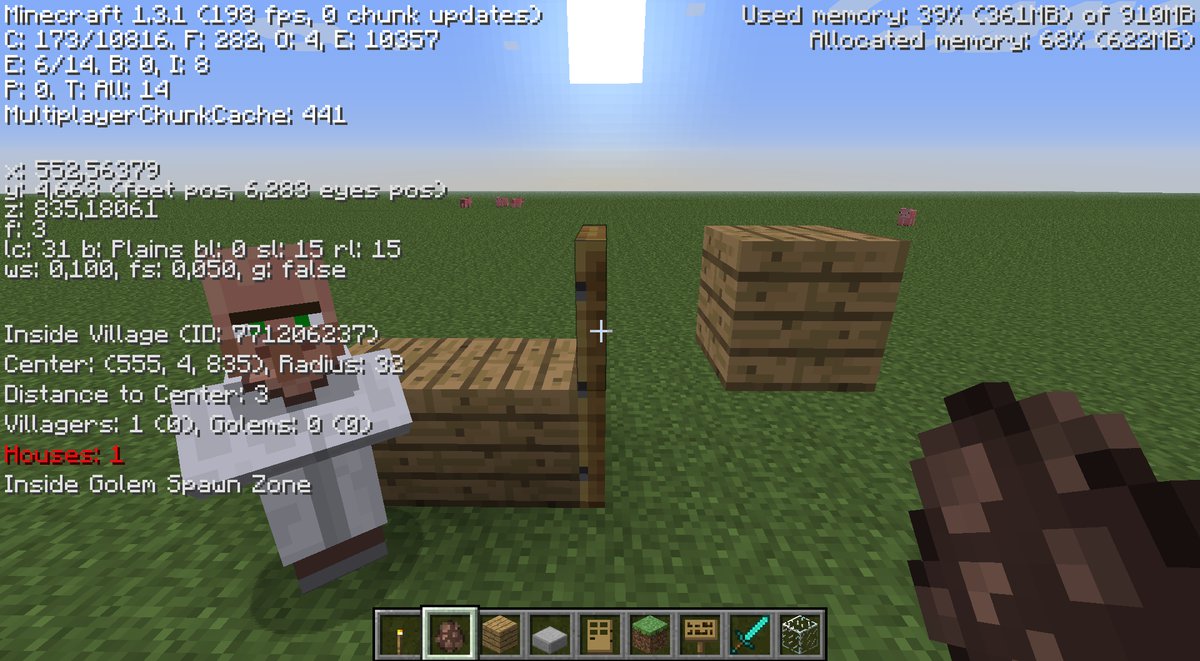 Minecraft 1.3.1 (198 fps, 0 chunk updates)
C: 173/10816. F: 282, O: 4, E: 10357
E: 6/14. B: 0, I: 8
P: 0. T: All: 14
MultiplayerChunkCache: 441
x: 552,56379
y: 4,663 (feet pos, 6,283 eyes pos)
z: 835,18061
f: 3
lc: 31 b: Plains bl: 0 sl: 15 rl: 15
ws: 0,100, fs: 0,050, g: false
Inside Village (ID: 771206237)
Center: (555, 4, 835), Radius: 32
Distance to Center: 3
Villagers: 1 (0), Golems: 0 (0)
Houses: 1
Inside Golem Spawn Zone
Used memory: 39% (361MB) of 910MB
Allocated memory: 68% (622MB)